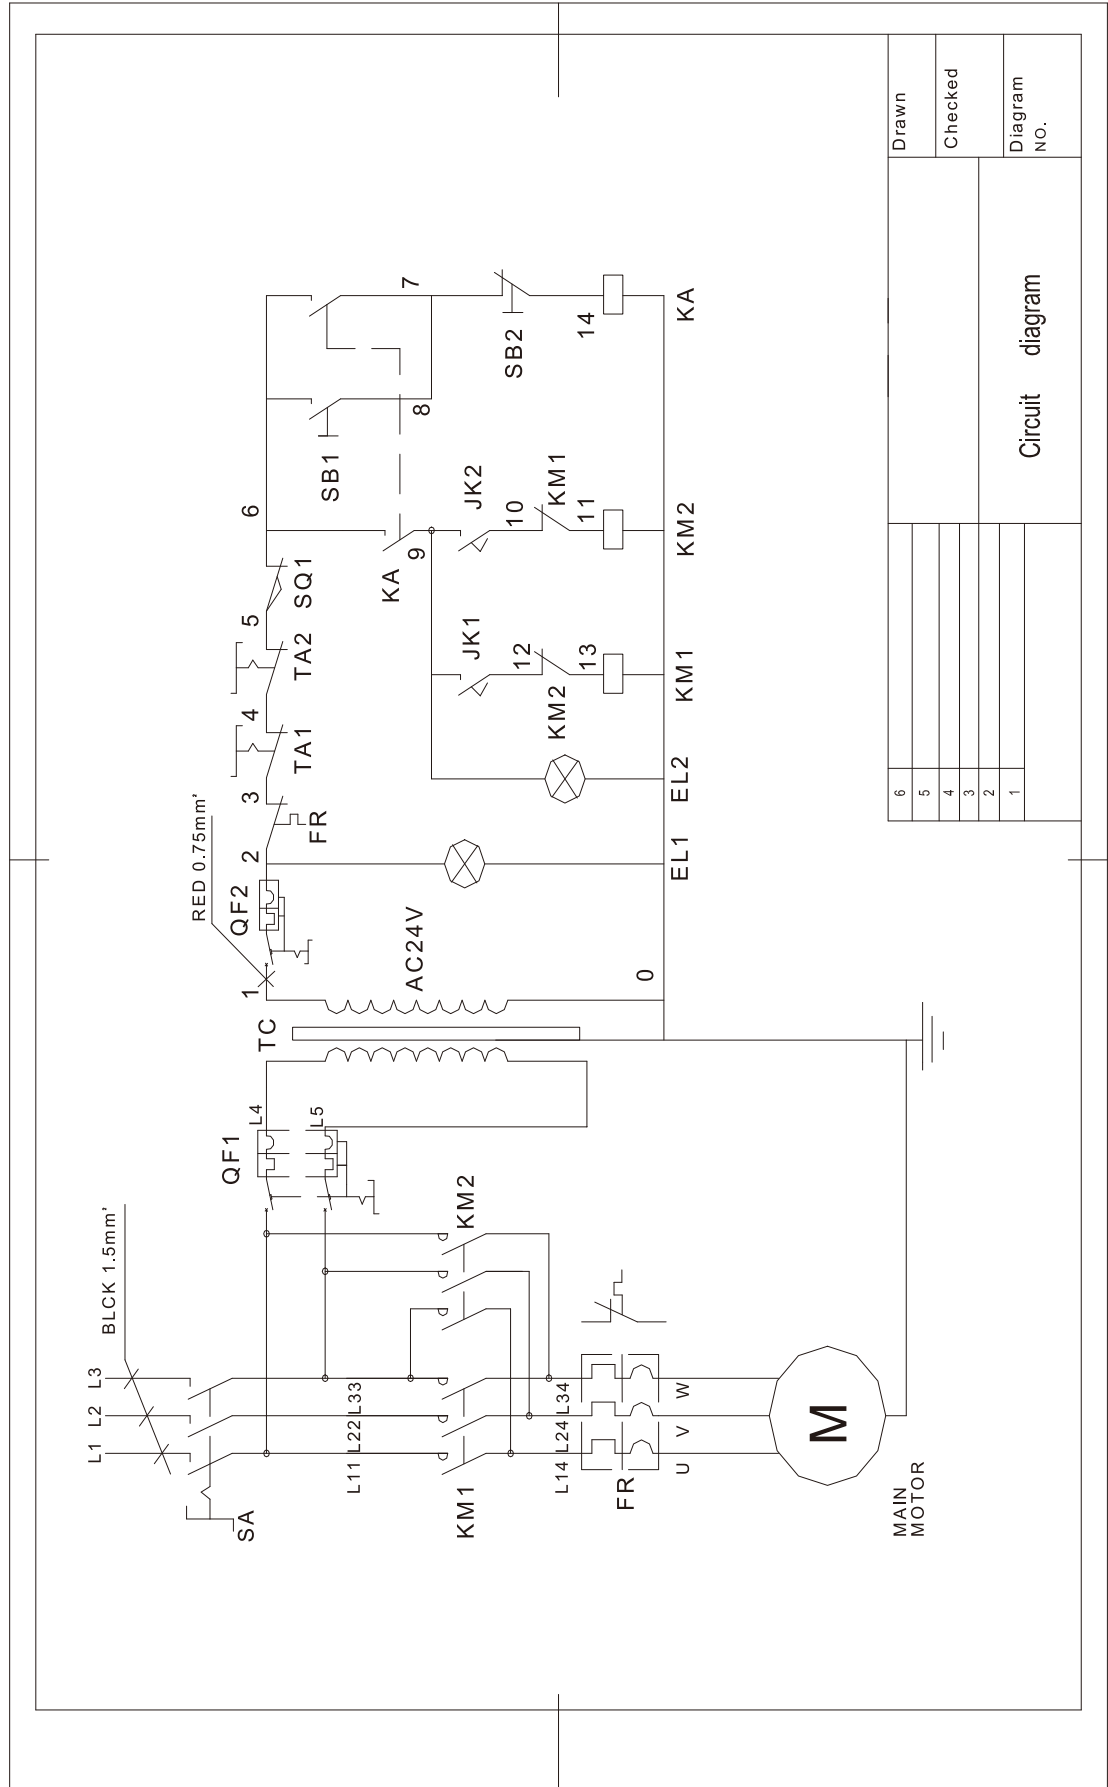 L1
L2
L3
BLCK 1.5mm²
SA
L11
L22
L33
KM1
KM2
L14
L24
L34
FR
U
V
W
M
MAIN
MOTOR
QF1
L4
L5
TC
AC24V
0
1
RED 0.75mm²
QF2
2
FR
3
TA1
4
TA2
5
SQ1
6
SB1
8
7
SB2
14
KA
KA
9
JK2
10
KM1
11
KM2
JK1
12
KM2
13
KM1
EL2
EL1
6
5
4
3
2
1
Circuit diagram
Drawn
Checked
Diagram
NO.